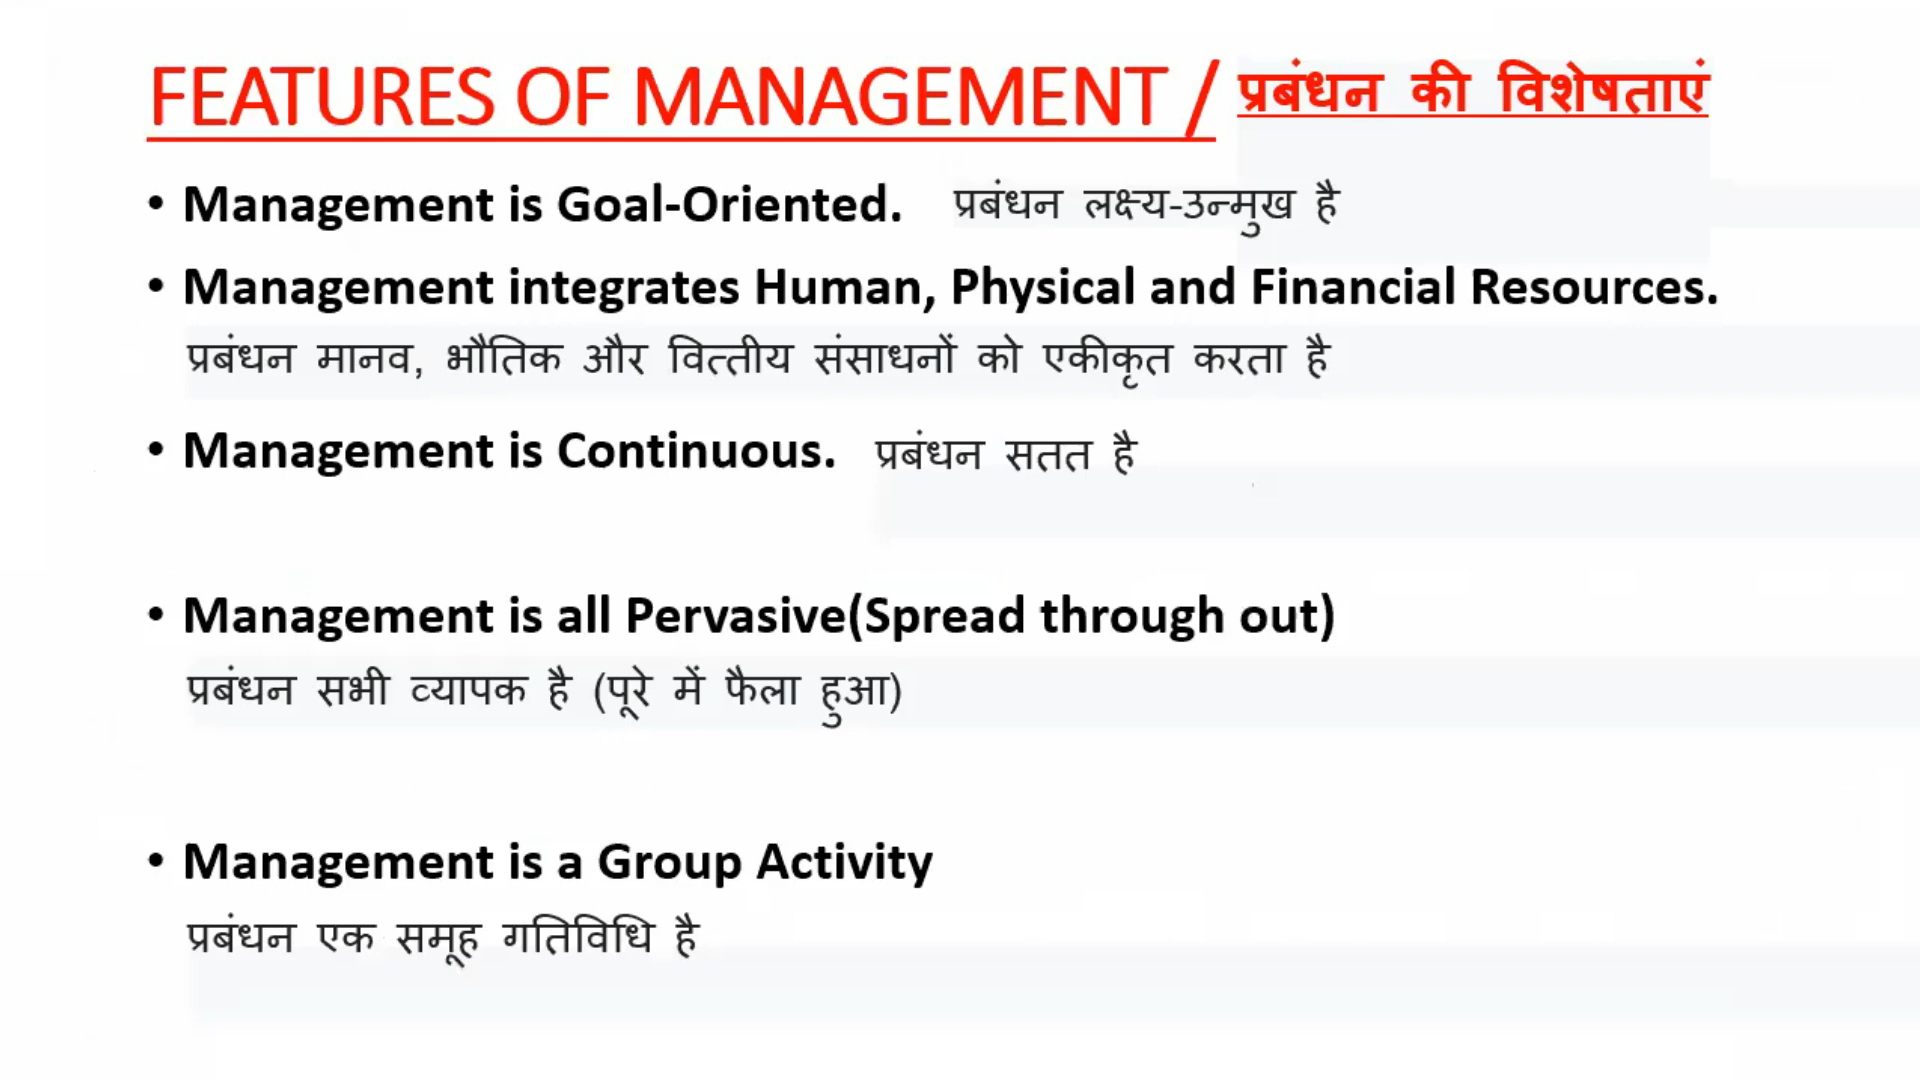 FEATURES OF MANAGEMENT / प्रबंधन की विशेषताएं
• Management is Goal-Oriented. प्रबंधन लक्ष्य-उन्मुख है
• Management integrates Human, Physical and Financial Resources.
प्रबंधन मानव, भौतिक और वित्तीय संसाधनों को एकीकृत करता है
• Management is Continuous. प्रबंधन सतत है
• Management is all Pervasive(Spread through out)
प्रबंधन सभी व्यापक है (पूरे में फैला हुआ)
• Management is a Group Activity
प्रबंधन एक समूह गतिविधि है